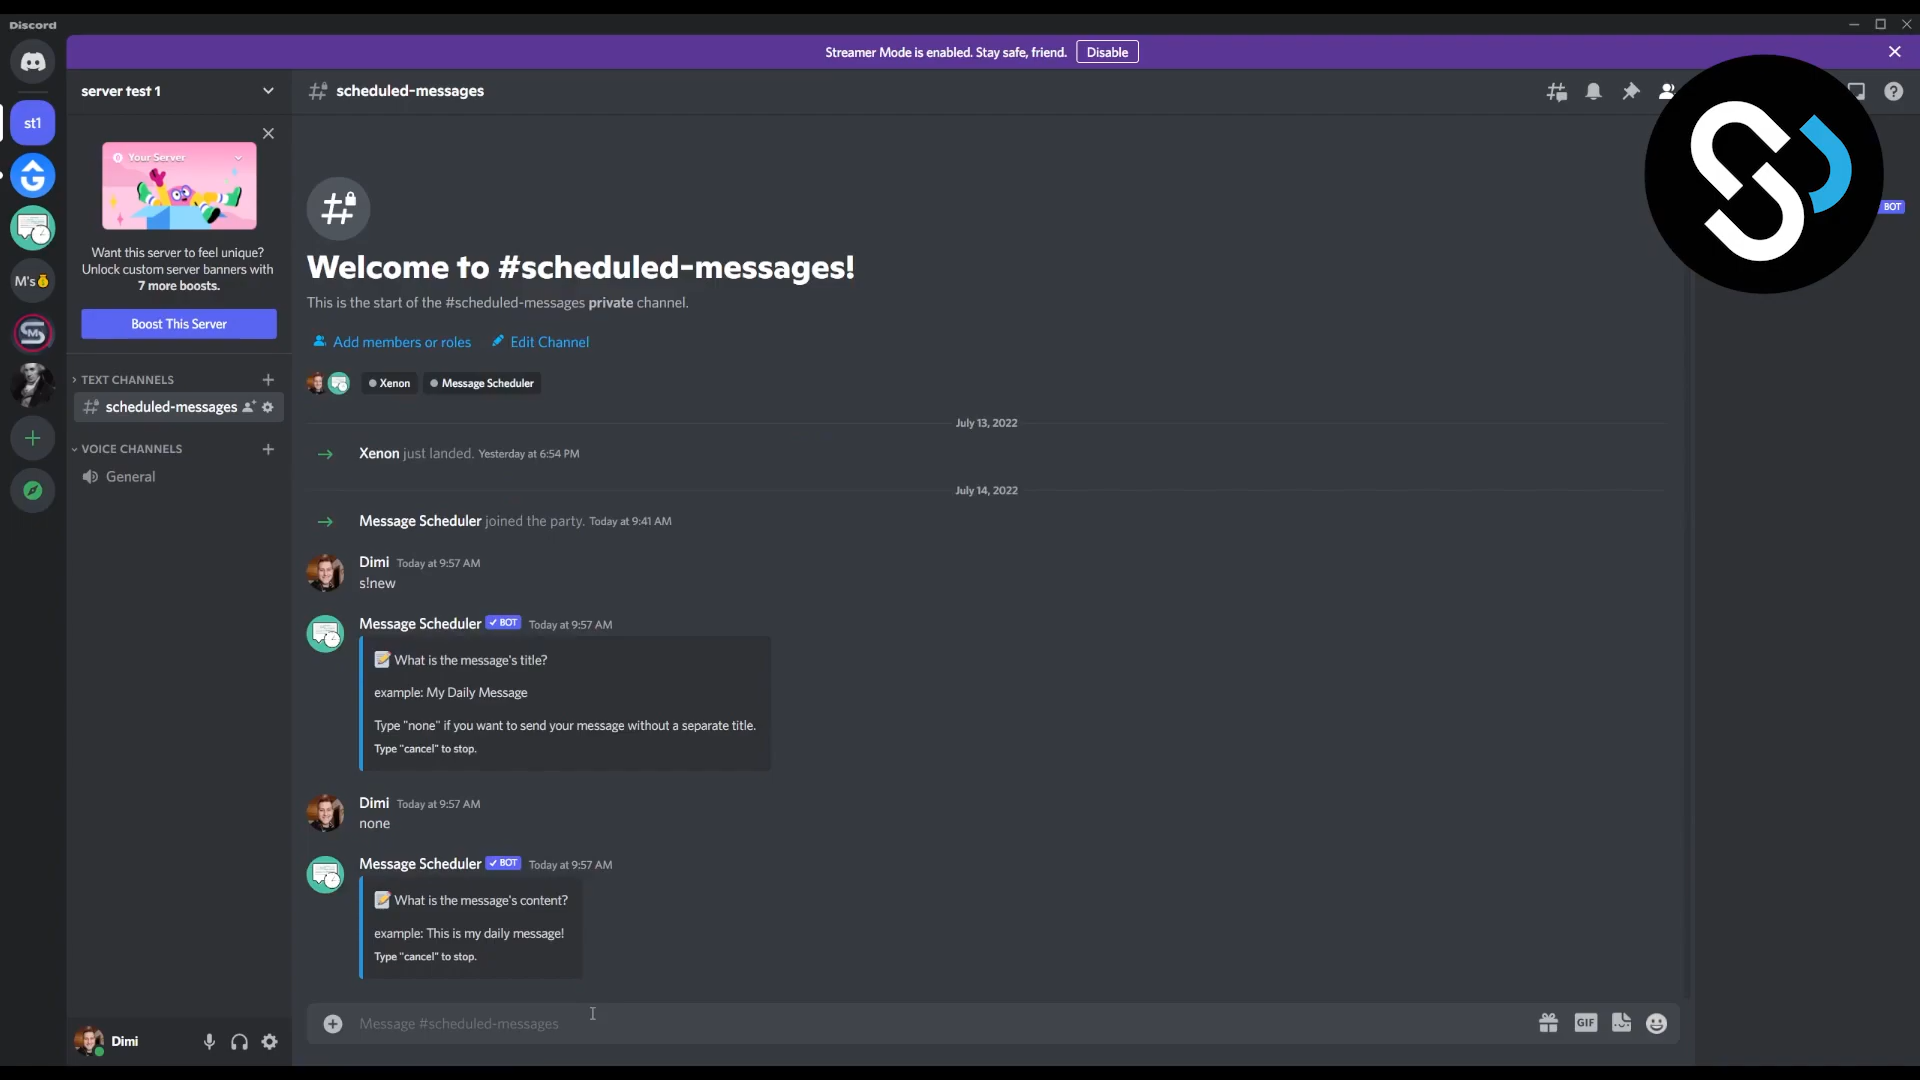 Discord
Streamer Mode is enabled. Stay safe, friend. Disable
server test 1
scheduled-messages
st1
Your Server
Want this server to feel unique?
Unlock custom server banners with
7 more boosts.
Boost This Server
M's💰
TEXT CHANNELS
scheduled-messages
VOICE CHANNELS
General
Dimi
BOT
Welcome to #scheduled-messages!
This is the start of the #scheduled-messages private channel.
Add members or roles Edit Channel
Xenon Message Scheduler
July 13, 2022
Xenon just landed. Yesterday at 6:54 PM
July 14, 2022
Message Scheduler joined the party. Today at 9:41 AM
Dimi Today at 9:57 AM
s!new
Message Scheduler ✓ BOT Today at 9:57 AM
📝 What is the message's title?
example: My Daily Message
Type "none" if you want to send your message without a separate title.
Type "cancel" to stop.
Dimi Today at 9:57 AM
none
Message Scheduler ✓ BOT Today at 9:57 AM
📝 What is the message's content?
example: This is my daily message!
Type "cancel" to stop.
Message #scheduled-messages
GIF